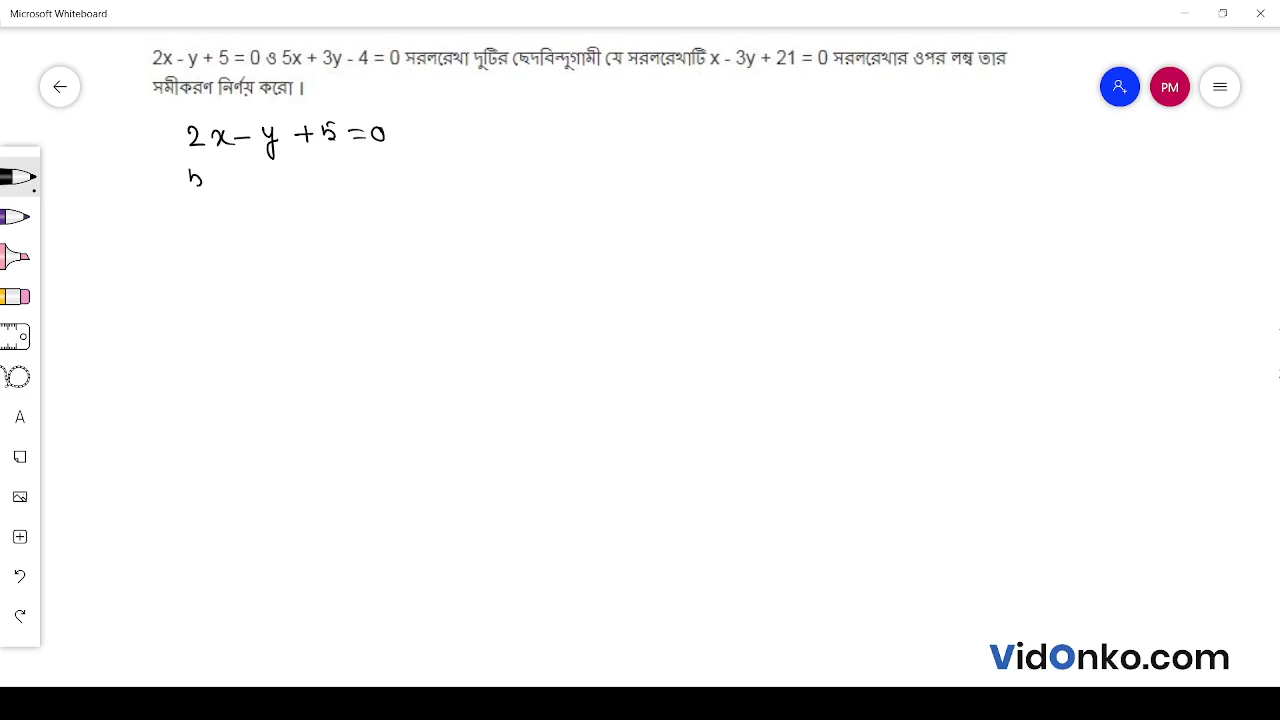 Microsoft Whiteboard
2x - y + 5 = 0 ও 5x + 3y - 4 = 0 সরলরেখা দুটির ছেদবিন্দুগামী যে সরলরেখাটি x - 3y + 21 = 0 সরলরেখার ওপর লম্ব তার
সমীকরণ নির্ণয় করো ।
PM
2x - y + 5 = 0
5
A
VidOnko.com